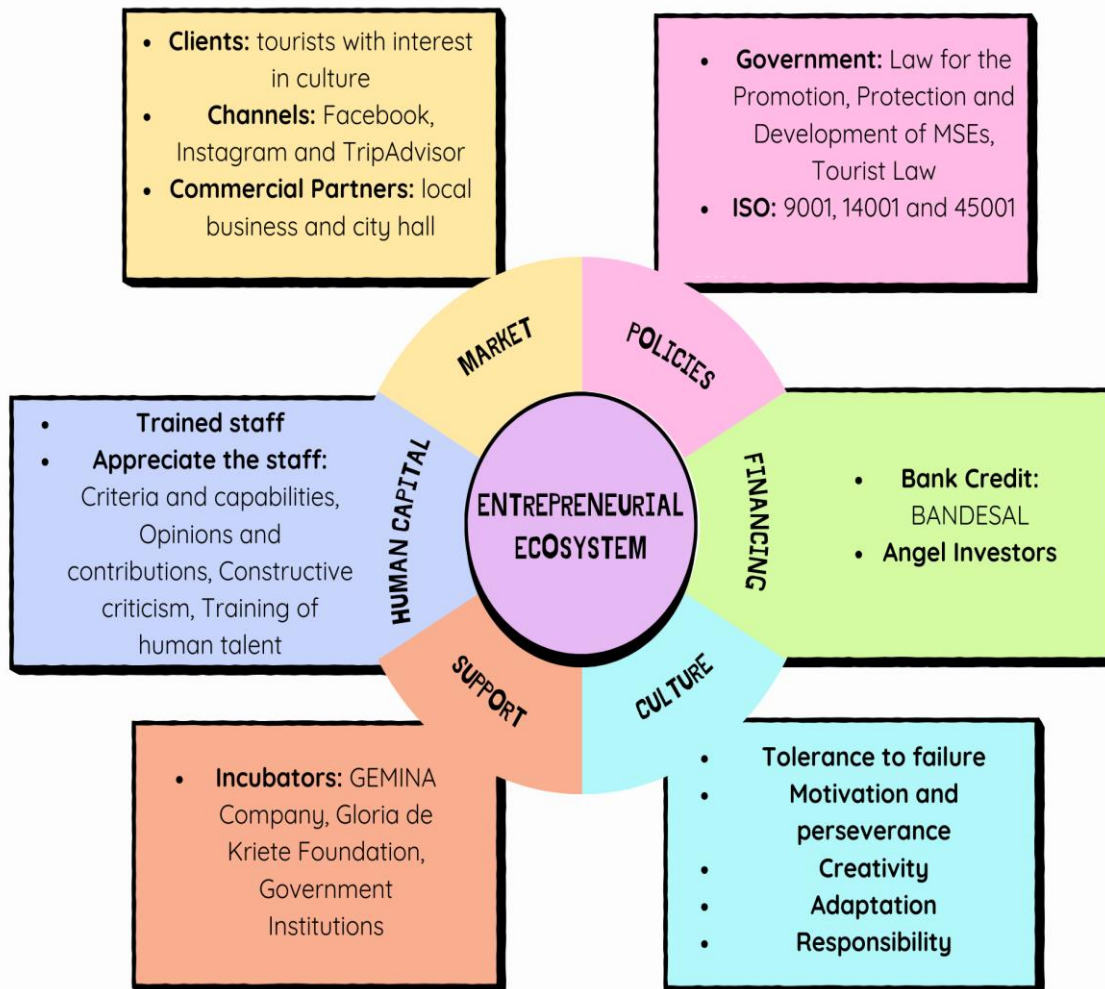 • Clients: tourists with interest
in culture
• Channels: Facebook,
Instagram and TripAdvisor
• Commercial Partners: local
business and city hall
• Government: Law for the
Promotion, Protection and
Development of MSEs,
Tourist Law
• ISO: 9001, 14001 and 45001
MARKET
POLICIES
• Trained staff
• Appreciate the staff:
Criteria and capabilities,
Opinions and
contributions, Constructive
criticism, Training of
human talent
HUMAN CAPITAL
ENTREPRENEURIAL
ECOSYSTEM
FINANCING
• Bank Credit:
BANDESAL
• Angel Investors
SUPPORT
CULTURE
• Incubators: GEMINA
Company, Gloria de
Kriete Foundation,
Government
Institutions
• Tolerance to failure
• Motivation and
perseverance
• Creativity
• Adaptation
• Responsibility